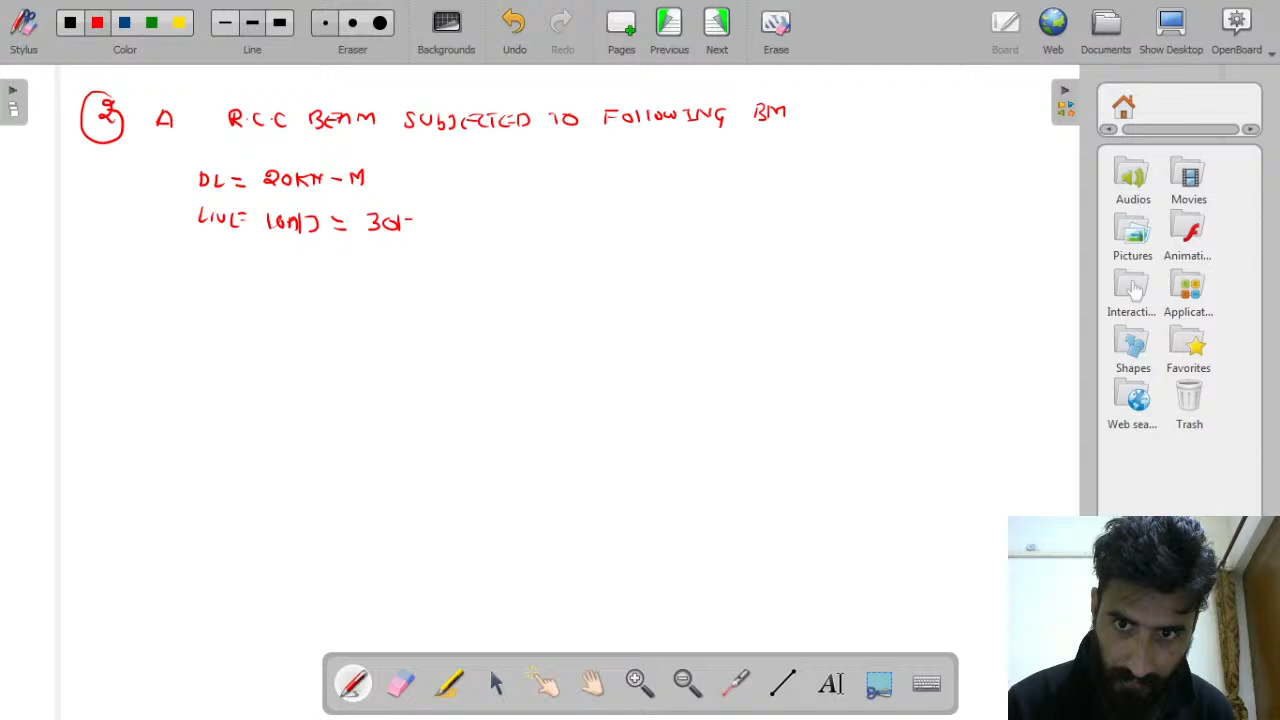 Stylus
Color
Line
Eraser
Backgrounds
Undo
Redo
Pages
Previous
Next
Erase
Board
Web
Documents
Show Desktop
OpenBoard
2 A R.C.C BEAM SUBJECTED TO FOLLOWING BM
DL = 20KN-M
LIVE LOAD = 30
Audios
Movies
Pictures
Animati...
Interacti...
Applicat...
Shapes
Favorites
Web sea...
Trash
AI